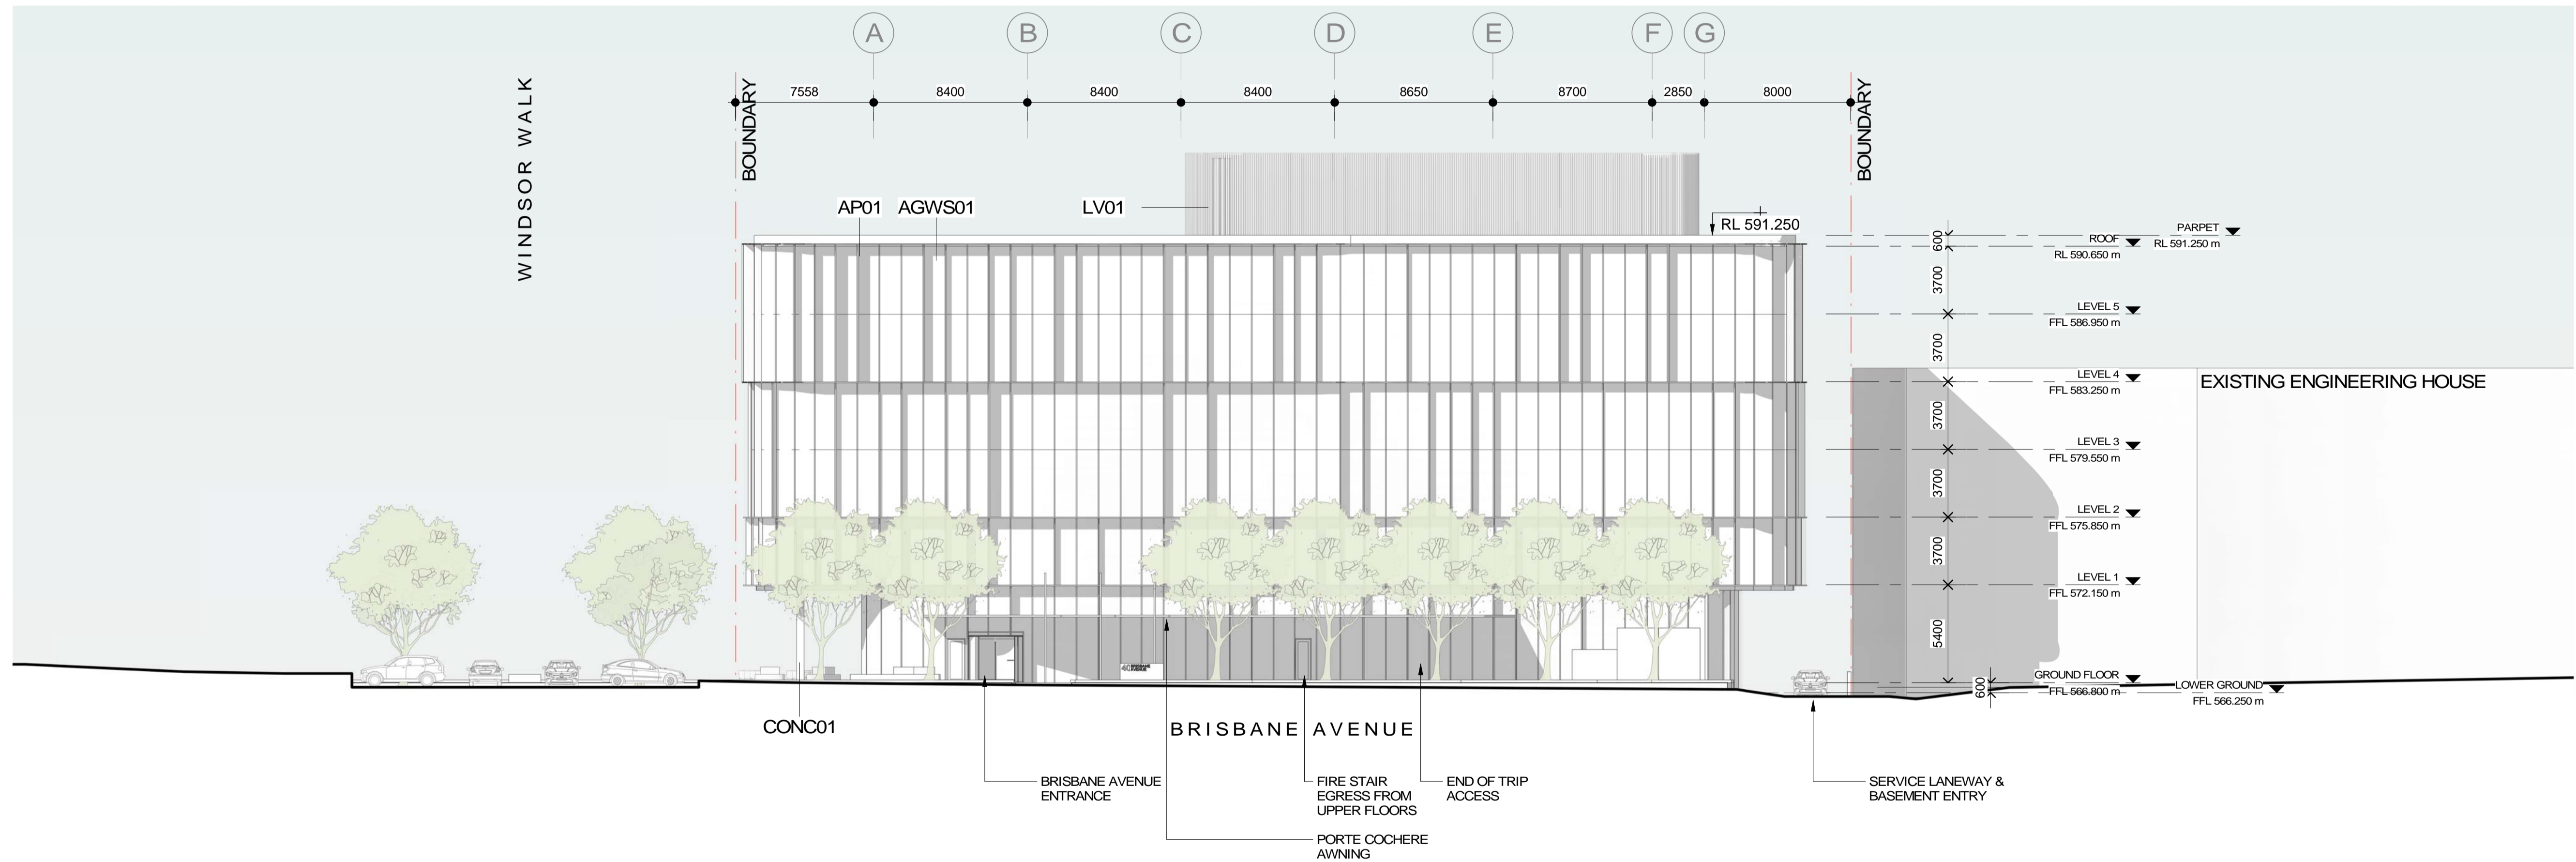 A
B
C
D
E
F
G
WINDSOR WALK
BOUNDARY
7558
8400
8400
8400
8650
8700
2850
8000
BOUNDARY
AP01
AGWS01
LV01
RL 591.250
PARPET
RL 591.250 m
ROOF
RL 590.650 m
600
3700
LEVEL 5
FFL 586.950 m
3700
LEVEL 4
FFL 583.250 m
EXISTING ENGINEERING HOUSE
3700
LEVEL 3
FFL 579.550 m
3700
LEVEL 2
FFL 575.850 m
3700
LEVEL 1
FFL 572.150 m
5400
GROUND FLOOR
FFL 566.800 m
600
LOWER GROUND
FFL 566.250 m
40 BRISBANE
AVENUE
CONC01
BRISBANE AVENUE
BRISBANE AVENUE
ENTRANCE
FIRE STAIR
EGRESS FROM
UPPER FLOORS
END OF TRIP
ACCESS
SERVICE LANEWAY &
BASEMENT ENTRY
PORTE COCHERE
AWNING